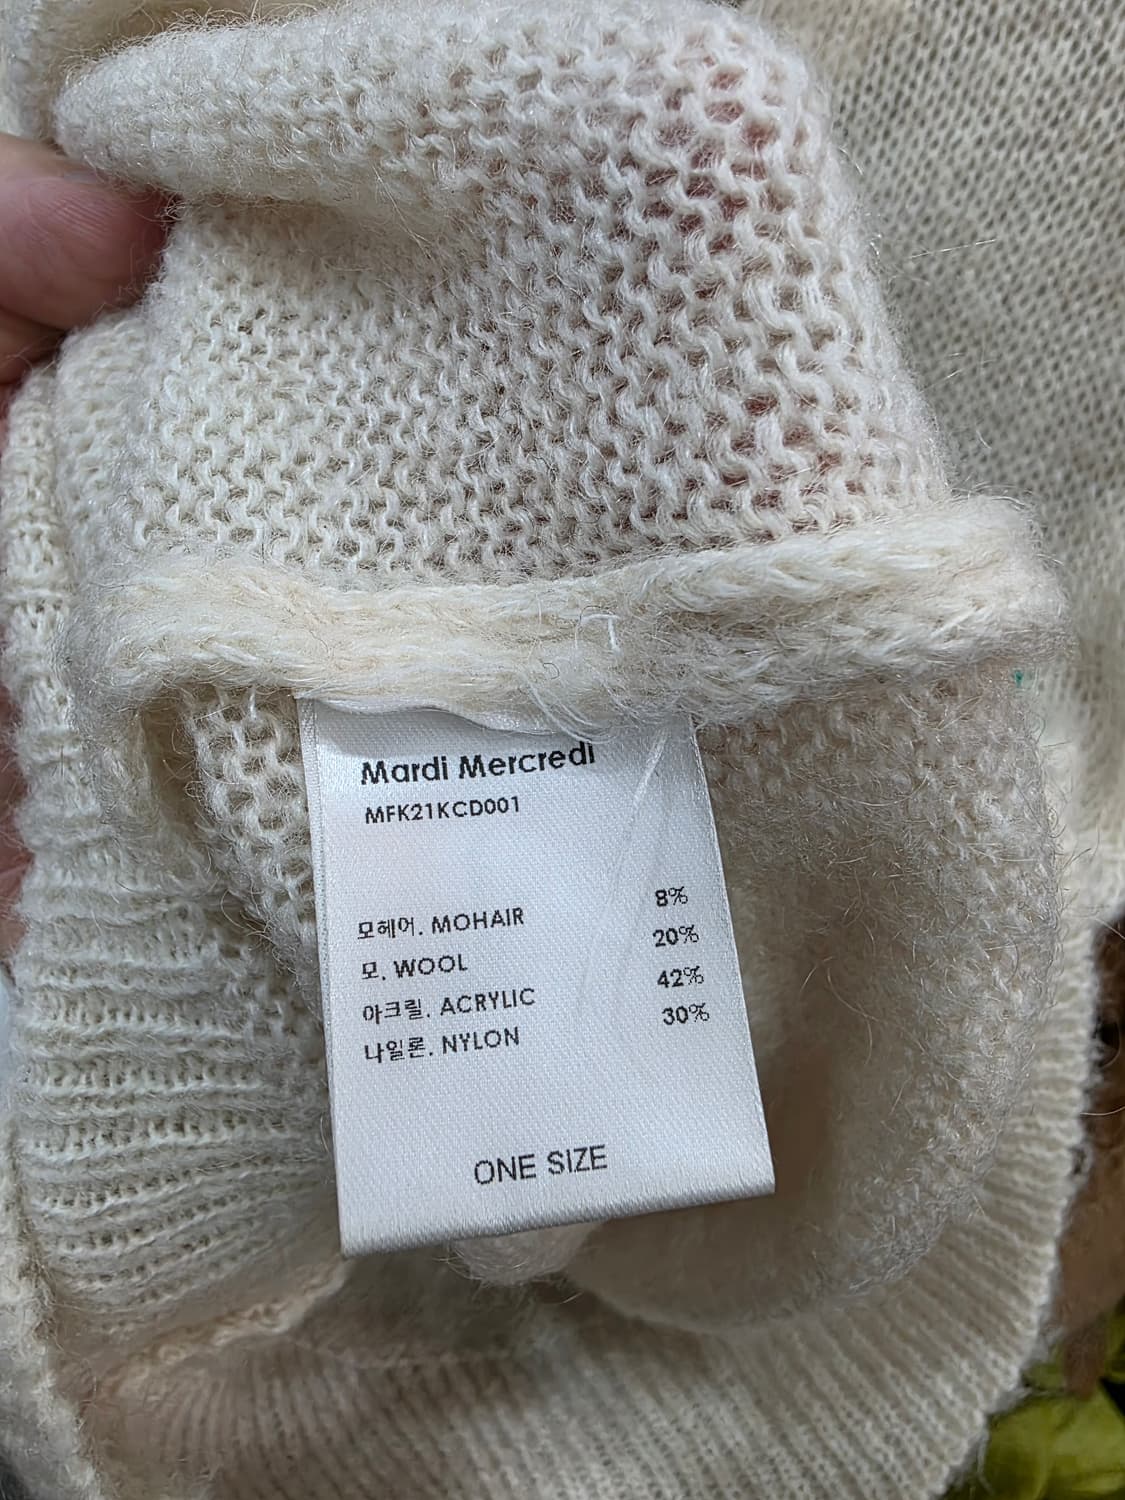 Mardi Mercredi
MFK21KCD001
모헤어. MOHAIR 8%
모. WOOL 20%
아크릴. ACRYLIC 42%
나일론. NYLON 30%
ONE SIZE